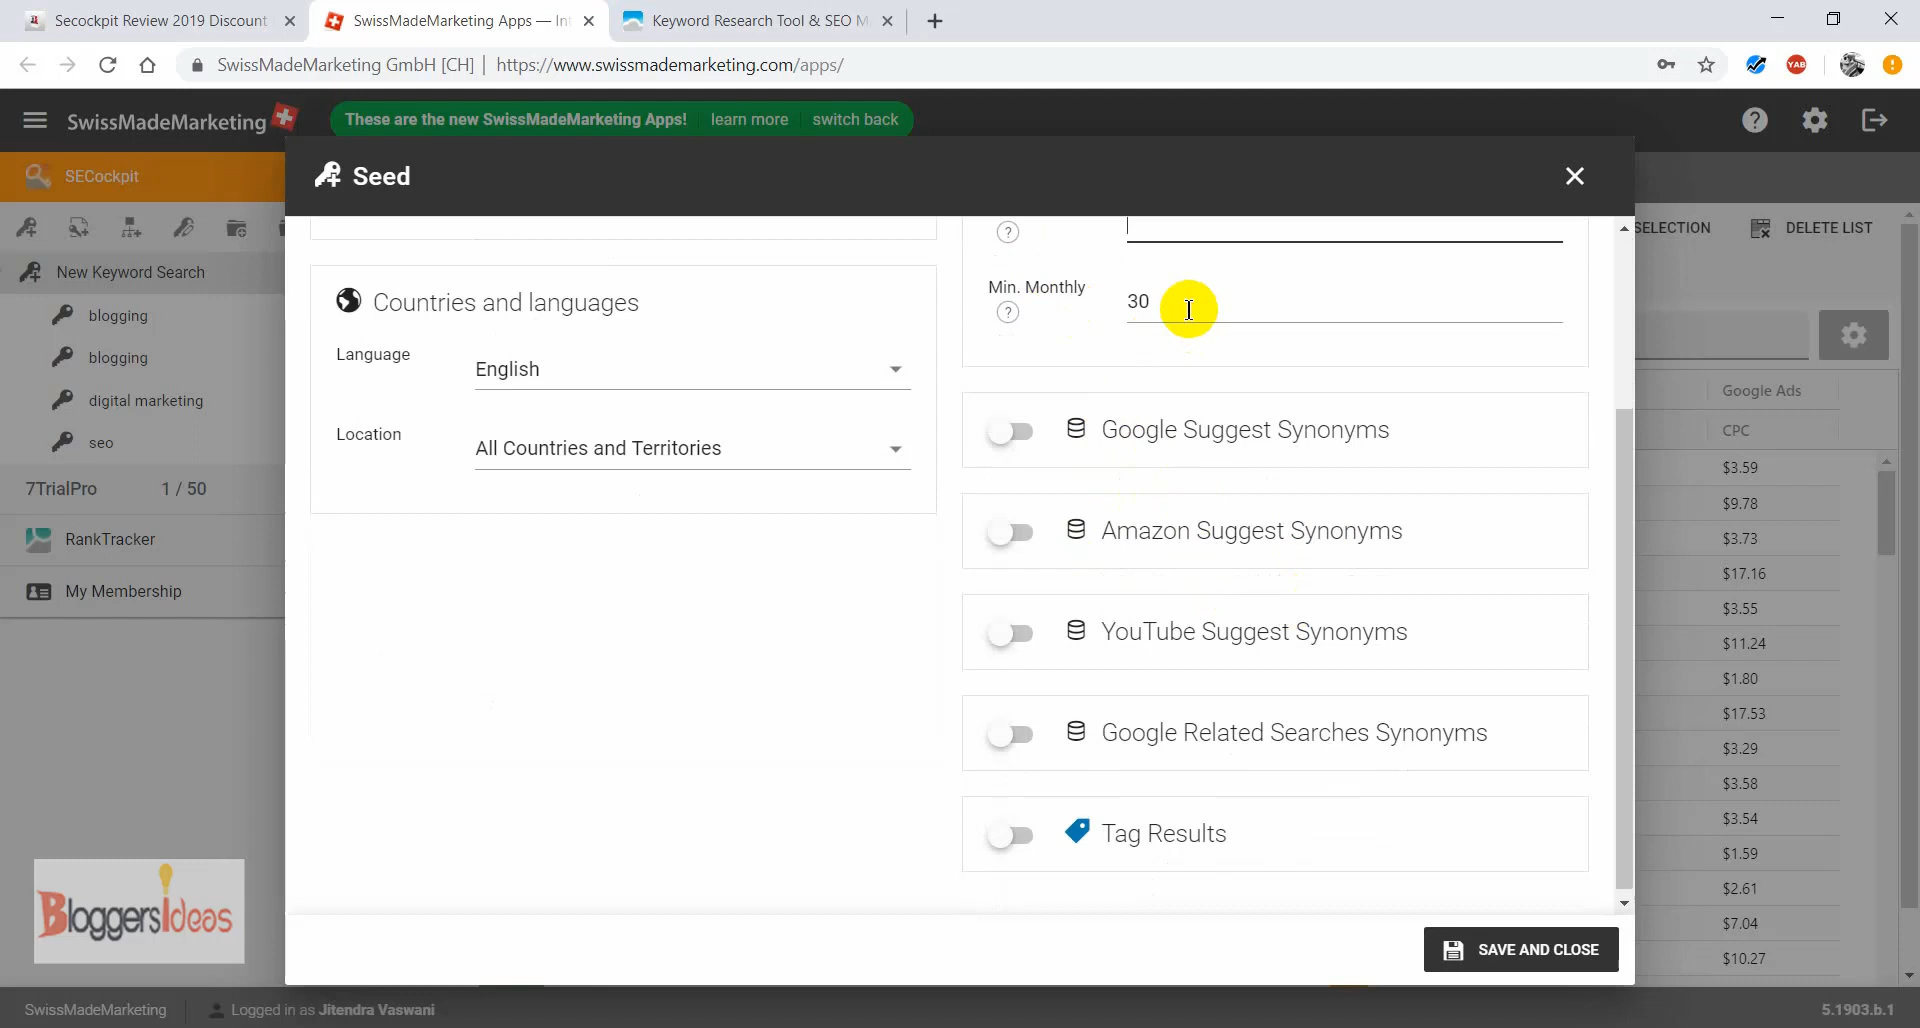 Secockpit Review 2019 Discount
SwissMadeMarketing Apps — Int
Keyword Research Tool & SEO M
SwissMadeMarketing GmbH [CH] | https://www.swissmademarketing.com/apps/
YAB
SwissMadeMarketing
These are the new SwissMadeMarketing Apps! learn more switch back
SECockpit
New Keyword Search
blogging
blogging
digital marketing
seo
7TrialPro 1 / 50
RankTracker
My Membership
BloggersIdeas
Seed
Countries and languages
Language
English
Location
All Countries and Territories
?
Min. Monthly
?
30
Google Suggest Synonyms
Amazon Suggest Synonyms
YouTube Suggest Synonyms
Google Related Searches Synonyms
Tag Results
SAVE AND CLOSE
SELECTION DELETE LIST
Google Ads
CPC
$3.59
$9.78
$3.73
$17.16
$3.55
$11.24
$1.80
$17.53
$3.29
$3.58
$3.54
$1.59
$2.61
$7.04
$10.27
SwissMadeMarketing Logged in as Jitendra Vaswani
5.1903.b.1